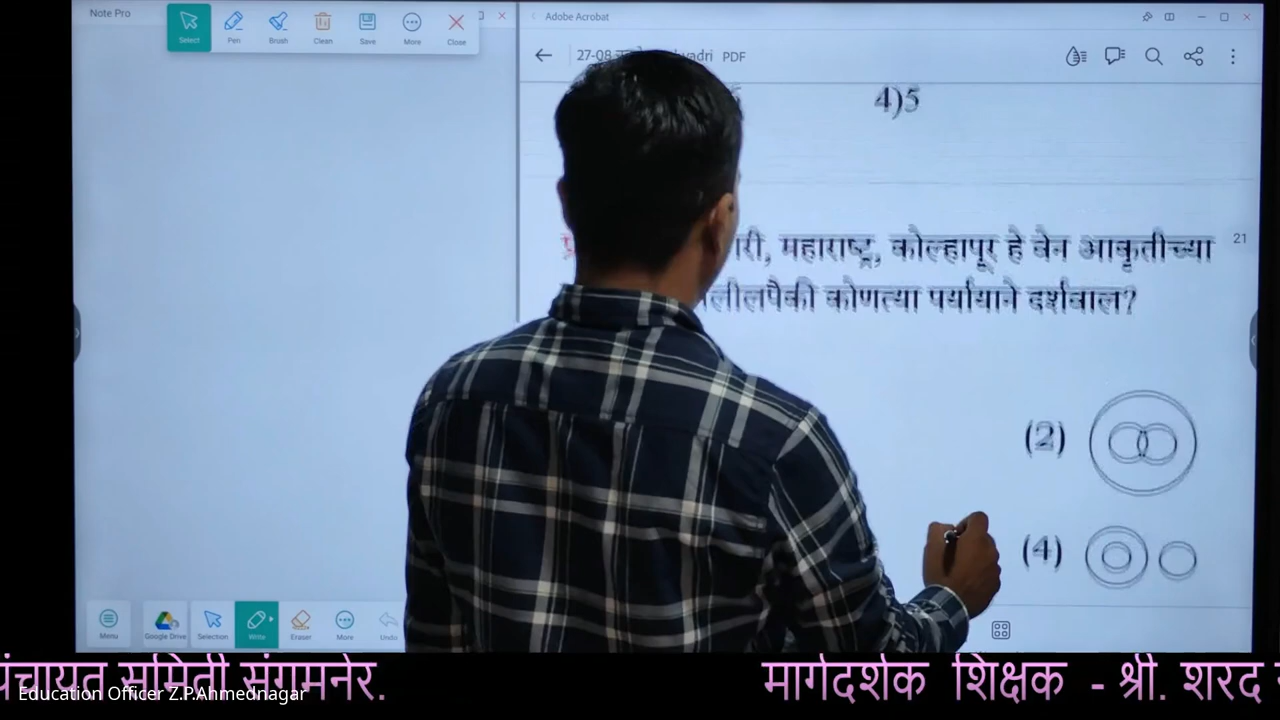 Note Pro
Select
Pen
Brush
Clean
Save
More
Close
Adobe Acrobat
27-08
PDF
4)5
महाराष्ट्र, कोल्हापूर हे वेन आकृतीच्या
21
कोणत्या पर्यायाने दर्शवाल?
(2)
(4)
Menu
Google Drive
Selection
Write
Eraser
More
Undo
पंचायत समिती संगमनेर.
मार्गदर्शक शिक्षक - श्री. शरद
Education Officer Z.P.Ahmednagar